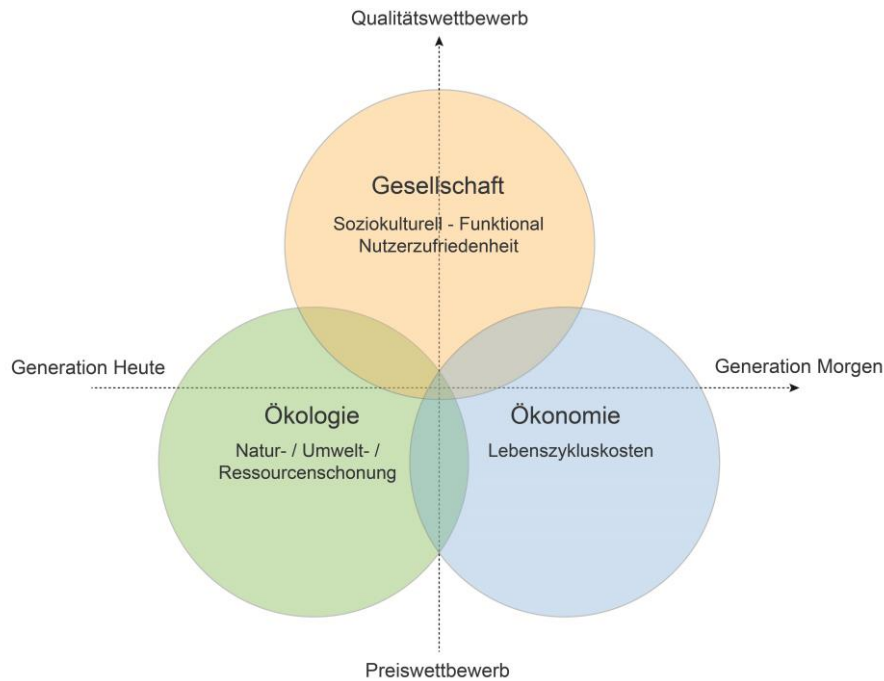 Qualitätswettbewerb
Gesellschaft
Soziokulturell - Funktional
Nutzerzufriedenheit
Generation Heute
Generation Morgen
Ökologie
Natur- / Umwelt- /
Ressourcenschonung
Ökonomie
Lebenszykluskosten
Preiswettbewerb